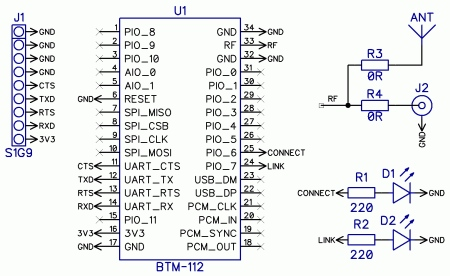 J1
GND
GND
GND
GND
CTS
TXD
RTS
RXD
3V3
S1G9
U1
1 PIO_8 GND 34 GND
2 PIO_9 RF 33 RF
3 PIO_10 GND 32 GND
4 AIO_0 PIO_0 31
5 AIO_1 PIO_1 30
GND 6 RESET PIO_2 29
7 SPI_MISO PIO_3 28
8 SPI_CSB PIO_4 27
9 SPI_CLK PIO_5 26
10 SPI_MOSI PIO_6 25 CONNECT
CTS 11 UART_CTS PIO_7 24 LINK
TXD 12 UART_TX USB_DM 23
RTS 13 UART_RTS USB_DP 22
RXD 14 UART_RX PCM_CLK 21
15 PIO_11 PCM_IN 20
3V3 16 3V3 PCM_SYNC 19
GND 17 GND PCM_OUT 18
BTM-112
ANT
R3
0R
RF
R4
0R
J2
GND
R1
D1
CONNECT
GND
220
R2
D2
LINK
GND
220